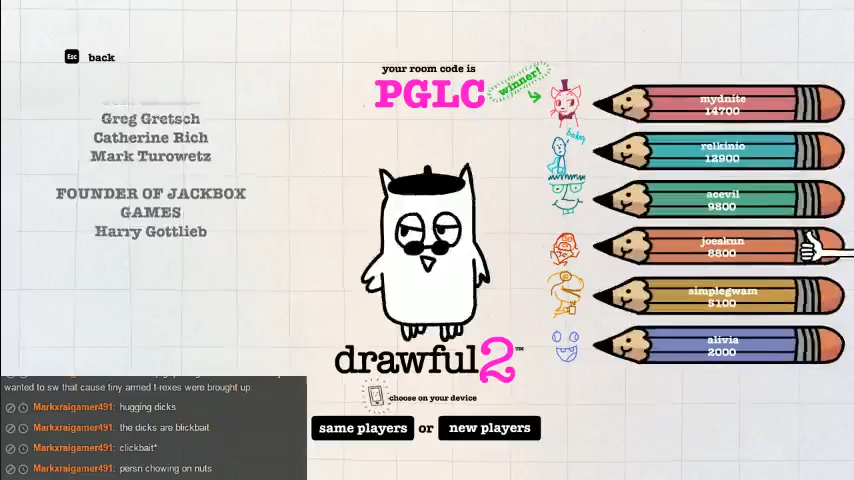 Esc back
Greg Gretsch
Catherine Rich
Mark Turowetz
FOUNDER OF JACKBOX
GAMES
Harry Gottlieb
your room code is
PGLC
winner!
mydnite
14700
relkinio
12900
acevil
9800
joeskun
8800
simplegwam
5100
alivia
2000
drawful 2™
choose on your device
same players or new players
wanted to sw that cause tiny armed t-rexes were brought up.
Markxraigamer491: hugging dicks
Markxraigamer491: the dicks are blickbait
Markxraigamer491: clickbait*
Markxraigamer491: persn chowing on nuts